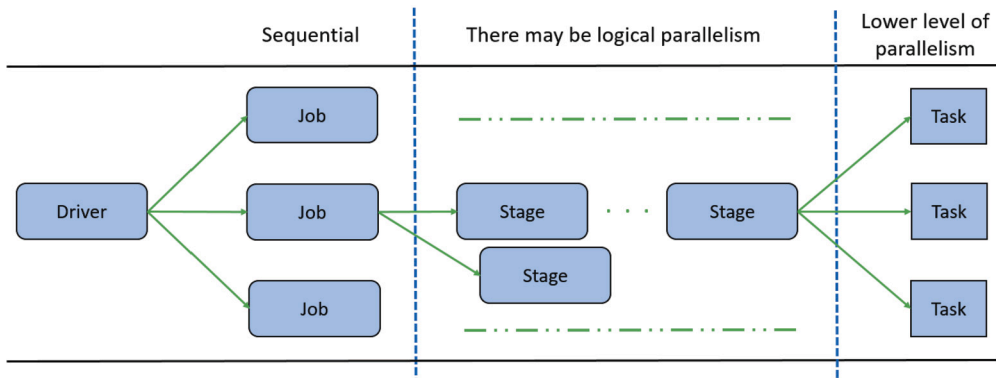 Sequential
There may be logical parallelism
Lower level of
parallelism
Job
Task
Driver
Job
Stage
Stage
Task
Stage
Job
Task